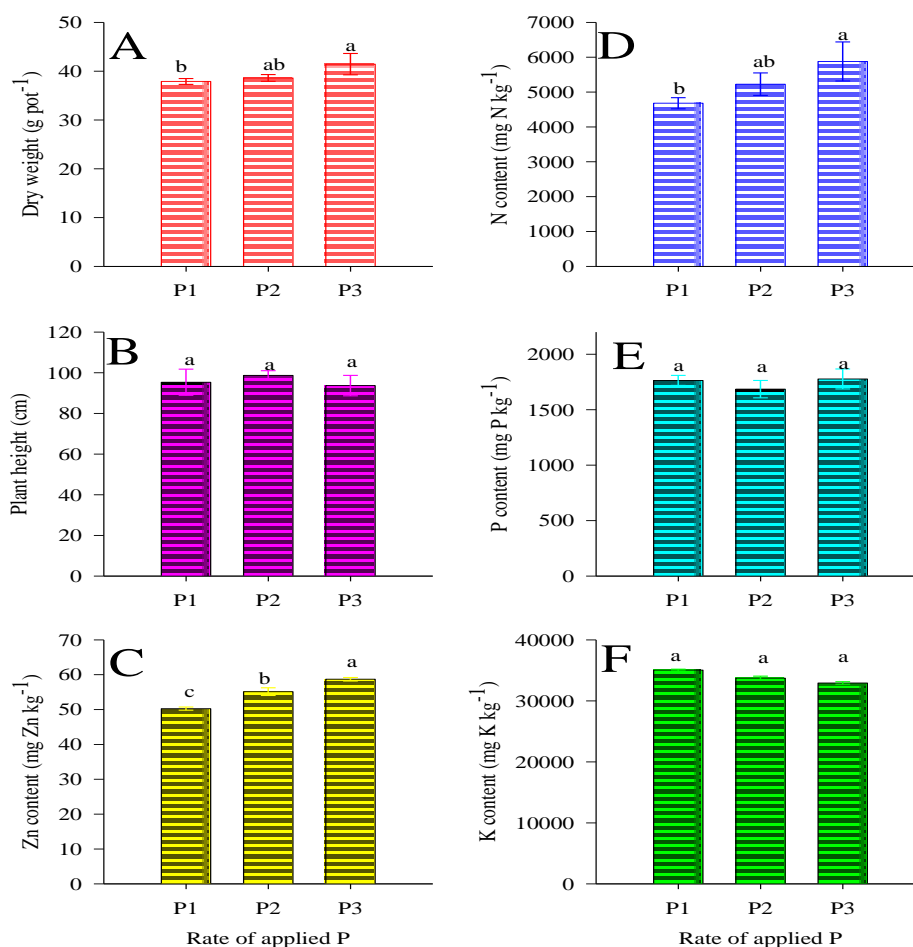 A
Dry weight (g pot⁻¹)
50
40
30
20
10
0
b
ab
a
P1
P2
P3
D
N content (mg N kg⁻¹)
7000
6000
5000
4000
3000
2000
1000
0
b
ab
a
P1
P2
P3
B
Plant height (cm)
120
100
80
60
40
20
0
a
a
a
P1
P2
P3
E
P content (mg P kg⁻¹)
2000
1500
1000
500
0
a
a
a
P1
P2
P3
C
Zn content (mg Zn kg⁻¹)
70
60
50
40
30
20
10
0
c
b
a
P1
P2
P3
Rate of applied P
F
K content (mg K kg⁻¹)
40000
30000
20000
10000
0
a
a
a
P1
P2
P3
Rate of applied P